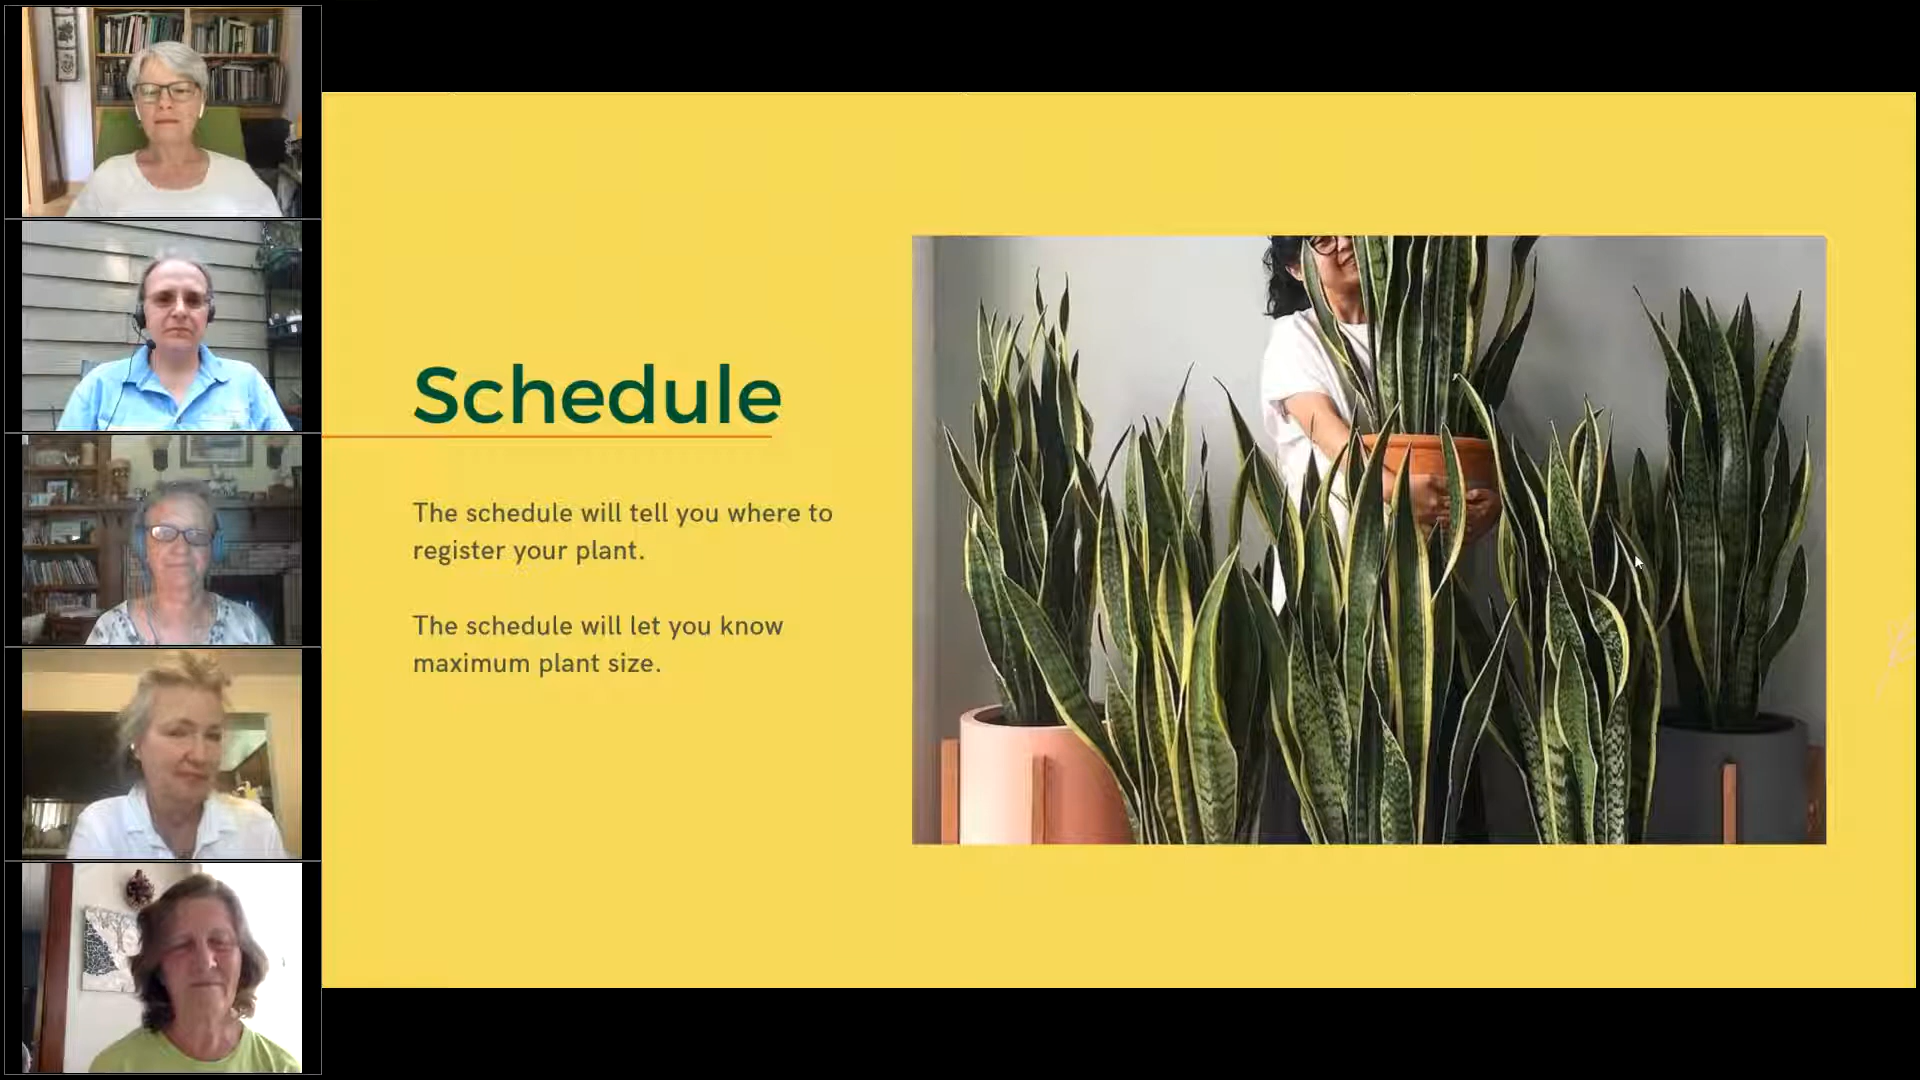 Schedule
The schedule will tell you where to
register your plant.
The schedule will let you know
maximum plant size.